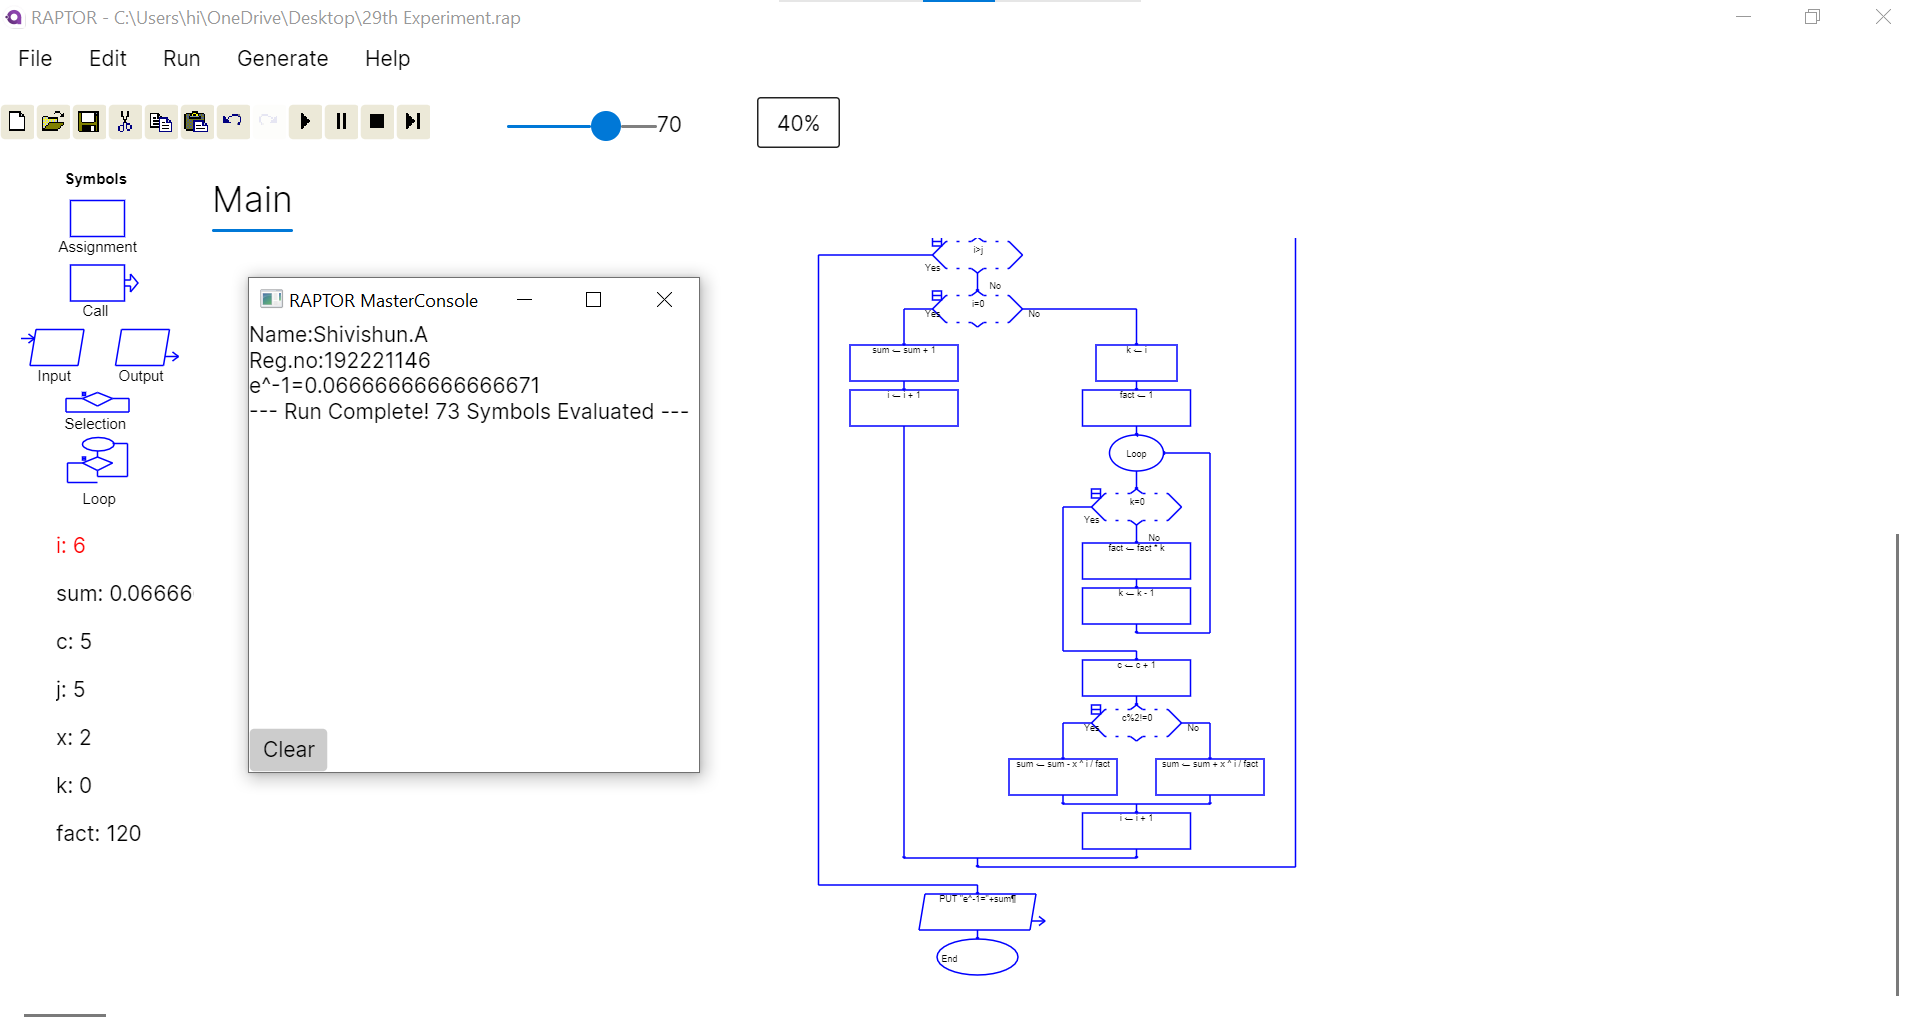 RAPTOR - C:\Users\hi\OneDrive\Desktop\29th Experiment.rap
File Edit Run Generate Help
70
40%
Symbols
Assignment
Call
Input Output
Selection
Loop
i: 6
sum: 0.06666
c: 5
j: 5
x: 2
k: 0
fact: 120
Main
RAPTOR MasterConsole
Name:Shivishun.A
Reg.no:192221146
e^-1=0.06666666666666671
--- Run Complete! 73 Symbols Evaluated ---
Clear
i>j
Yes
No
i=0
Yes No
sum ← sum + 1
i ← i + 1
k ← i
fact ← 1
Loop
k=0
Yes
No
fact ← fact * k
k ← k - 1
c ← c + 1
c%2!=0
Yes No
sum ← sum - x ^ i / fact
sum ← sum + x ^ i / fact
i ← i + 1
PUT "e^-1="+sum¶
End